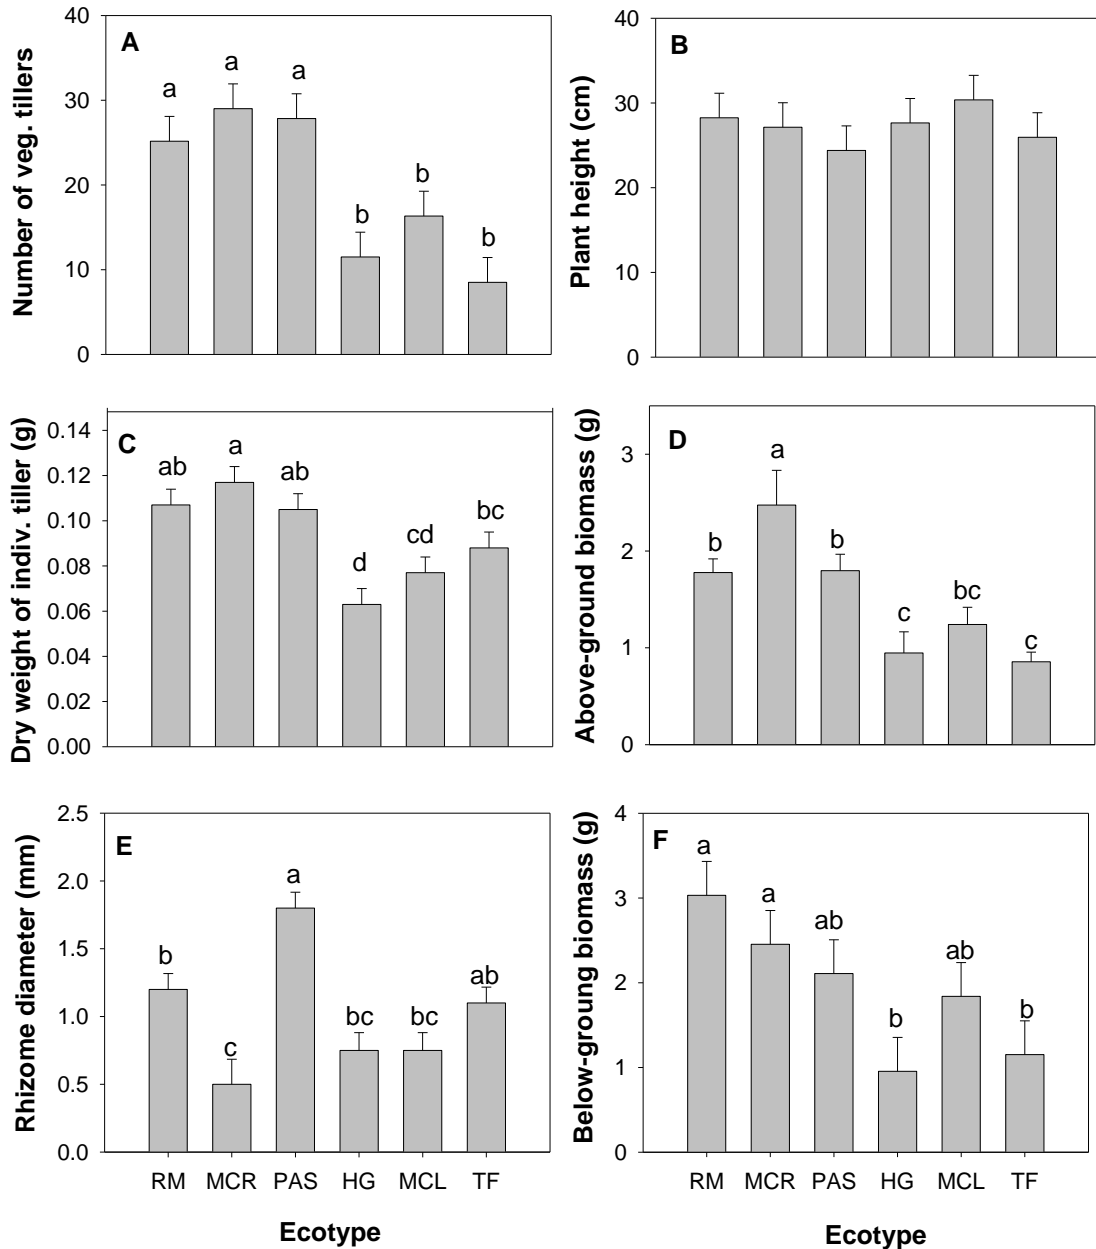 A
Number of veg. tillers
40
30
20
10
0
a
a
a
b
b
b
B
Plant height (cm)
40
30
20
10
0
C
Dry weight of indiv. tiller (g)
0.14
0.12
0.10
0.08
0.06
0.04
0.02
0.00
ab
a
ab
d
cd
bc
D
Above-ground biomass (g)
3
2
1
0
b
a
b
c
bc
c
E
Rhizome diameter (mm)
2.5
2.0
1.5
1.0
0.5
0.0
b
c
a
bc
bc
ab
RM MCR PAS HG MCL TF
Ecotype
F
Below-groung biomass (g)
4
3
2
1
0
a
a
ab
b
ab
b
RM MCR PAS HG MCL TF
Ecotype